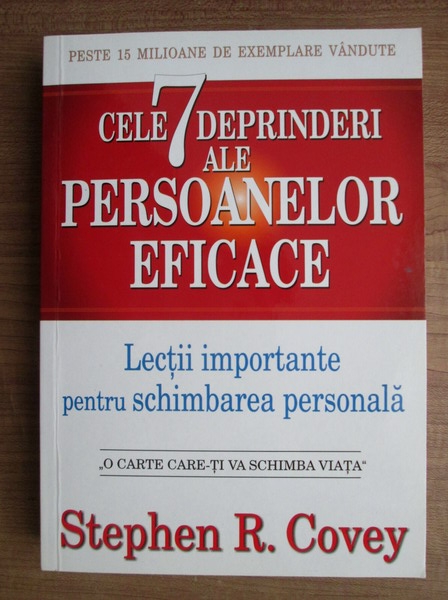 PESTE 15 MILIOANE DE EXEMPLARE VÂNDUTE
CELE 7 DEPRINDERI
ALE
PERSOANELOR
EFICACE
Lecții importante
pentru schimbarea personală
„O CARTE CARE-ȚI VA SCHIMBA VIAȚA“
Stephen R. Covey